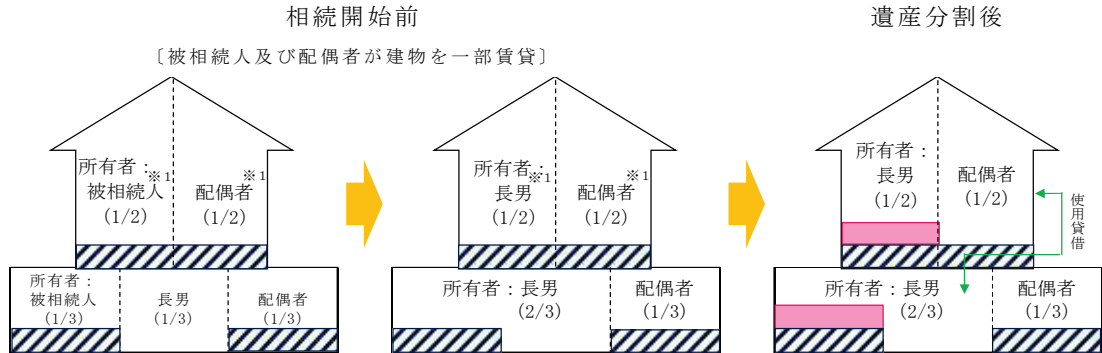 相続開始前
遺産分割後
〔被相続人及び配偶者が建物を一部賃貸〕
所有者：
被相続人※1
(1/2)
配偶者※1
(1/2)
所有者：
被相続人
(1/3)
長男
(1/3)
配偶者
(1/3)
所有者：
長男※1
(1/2)
配偶者※1
(1/2)
所有者：長男
(2/3)
配偶者
(1/3)
所有者：
長男
(1/2)
配偶者
(1/2)
使用貸借
所有者：長男
(2/3)
配偶者
(1/3)